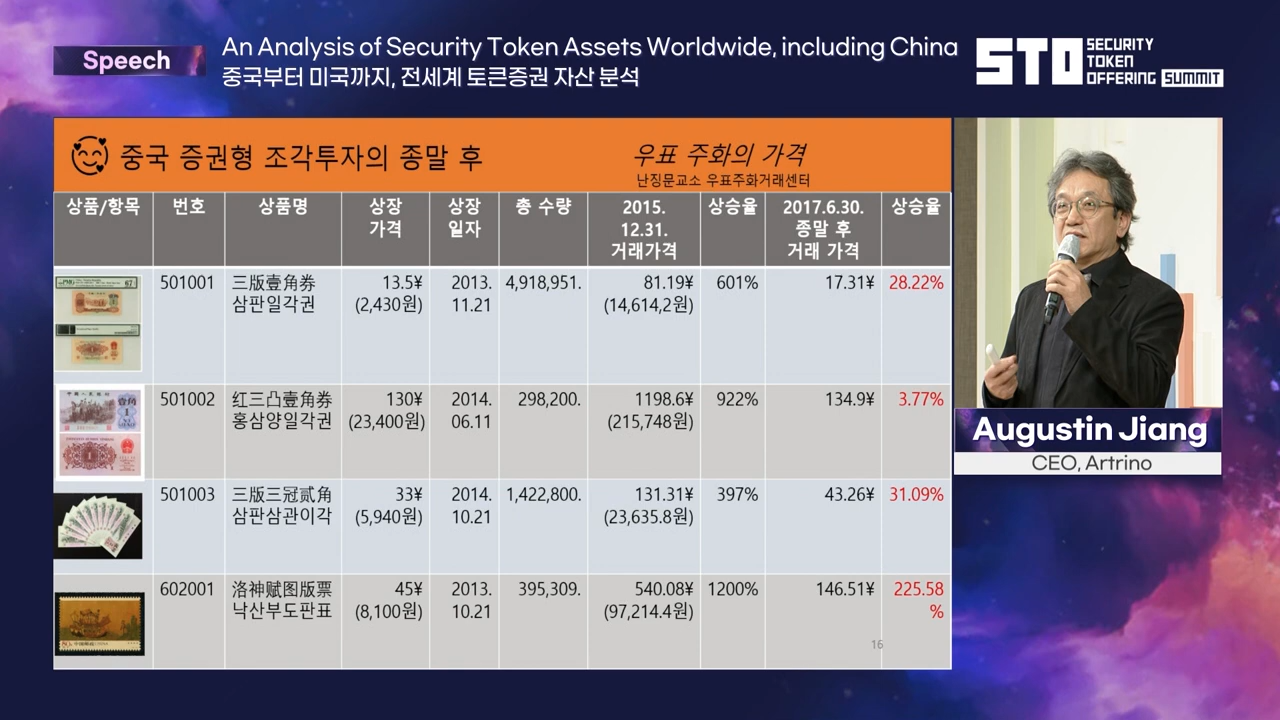 Speech
An Analysis of Security Token Assets Worldwide, including China
중국부터 미국까지, 전세계 토큰증권 자산 분석
STO SECURITY
TOKEN
OFFERING SUMMIT
중국 증권형 조각투자의 종말 후
우표 주화의 가격
난징문교소 우표주화거래센터
상품/항목 번호 상품명 상장 가격 상장 일자 총 수량 2015. 12.31. 거래가격 상승율 2017.6.30. 종말 후 거래 가격 상승율
501001 三版壹角券 13.5¥ 2013. 4,918,951. 81.19¥ 601% 17.31¥ 28.22%
삼판일각권 (2,430원) 11.21 (14,614,2원)
501002 红三凸壹角券 130¥ 2014. 298,200. 1198.6¥ 922% 134.9¥ 3.77%
홍삼양일각권 (23,400원) 06.11 (215,748원)
501003 三版三冠贰角 33¥ 2014. 1,422,800. 131.31¥ 397% 43.26¥ 31.09%
삼판삼관이각 (5,940원) 10.21 (23,635.8원)
602001 洛神赋图版票 45¥ 2013. 395,309. 540.08¥ 1200% 146.51¥ 225.58
낙산부도판표 (8,100원) 10.21 (97,214.4원) %
16
Augustin Jiang
CEO, Artrino